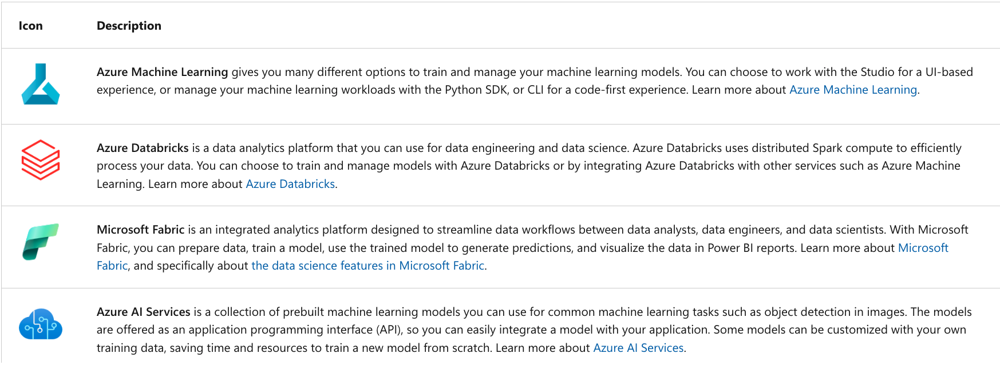 Icon Description
Azure Machine Learning gives you many different options to train and manage your machine learning models. You can choose to work with the Studio for a UI-based
experience, or manage your machine learning workloads with the Python SDK, or CLI for a code-first experience. Learn more about Azure Machine Learning.
Azure Databricks is a data analytics platform that you can use for data engineering and data science. Azure Databricks uses distributed Spark compute to efficiently
process your data. You can choose to train and manage models with Azure Databricks or by integrating Azure Databricks with other services such as Azure Machine
Learning. Learn more about Azure Databricks.
Microsoft Fabric is an integrated analytics platform designed to streamline data workflows between data analysts, data engineers, and data scientists. With Microsoft
Fabric, you can prepare data, train a model, use the trained model to generate predictions, and visualize the data in Power BI reports. Learn more about Microsoft
Fabric, and specifically about the data science features in Microsoft Fabric.
Azure AI Services is a collection of prebuilt machine learning models you can use for common machine learning tasks such as object detection in images. The models
are offered as an application programming interface (API), so you can easily integrate a model with your application. Some models can be customized with your own
training data, saving time and resources to train a new model from scratch. Learn more about Azure AI Services.